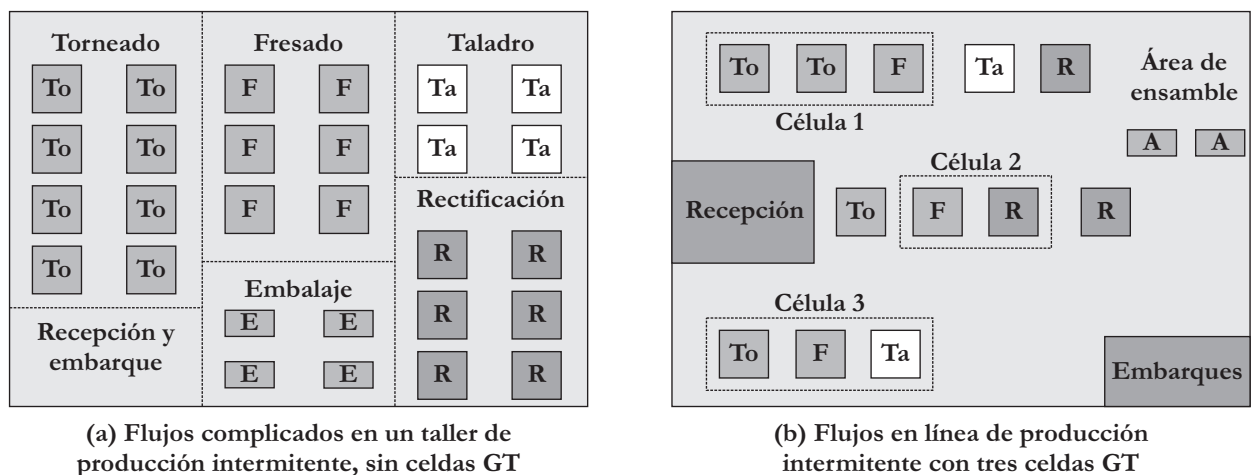 Torneado
Fresado
Taladro
To To F F Ta Ta
To To F F Ta Ta
Rectificación
To To F F
R R
To To
Embalaje
E E
R R
Recepción y
embarque
E E
R R
(a) Flujos complicados en un taller de
producción intermitente, sin celdas GT
To To F Ta R
Área de
ensamble
Célula 1
A A
Célula 2
Recepción
To F R R
Célula 3
To F Ta
Embarques
(b) Flujos en línea de producción
intermitente con tres celdas GT